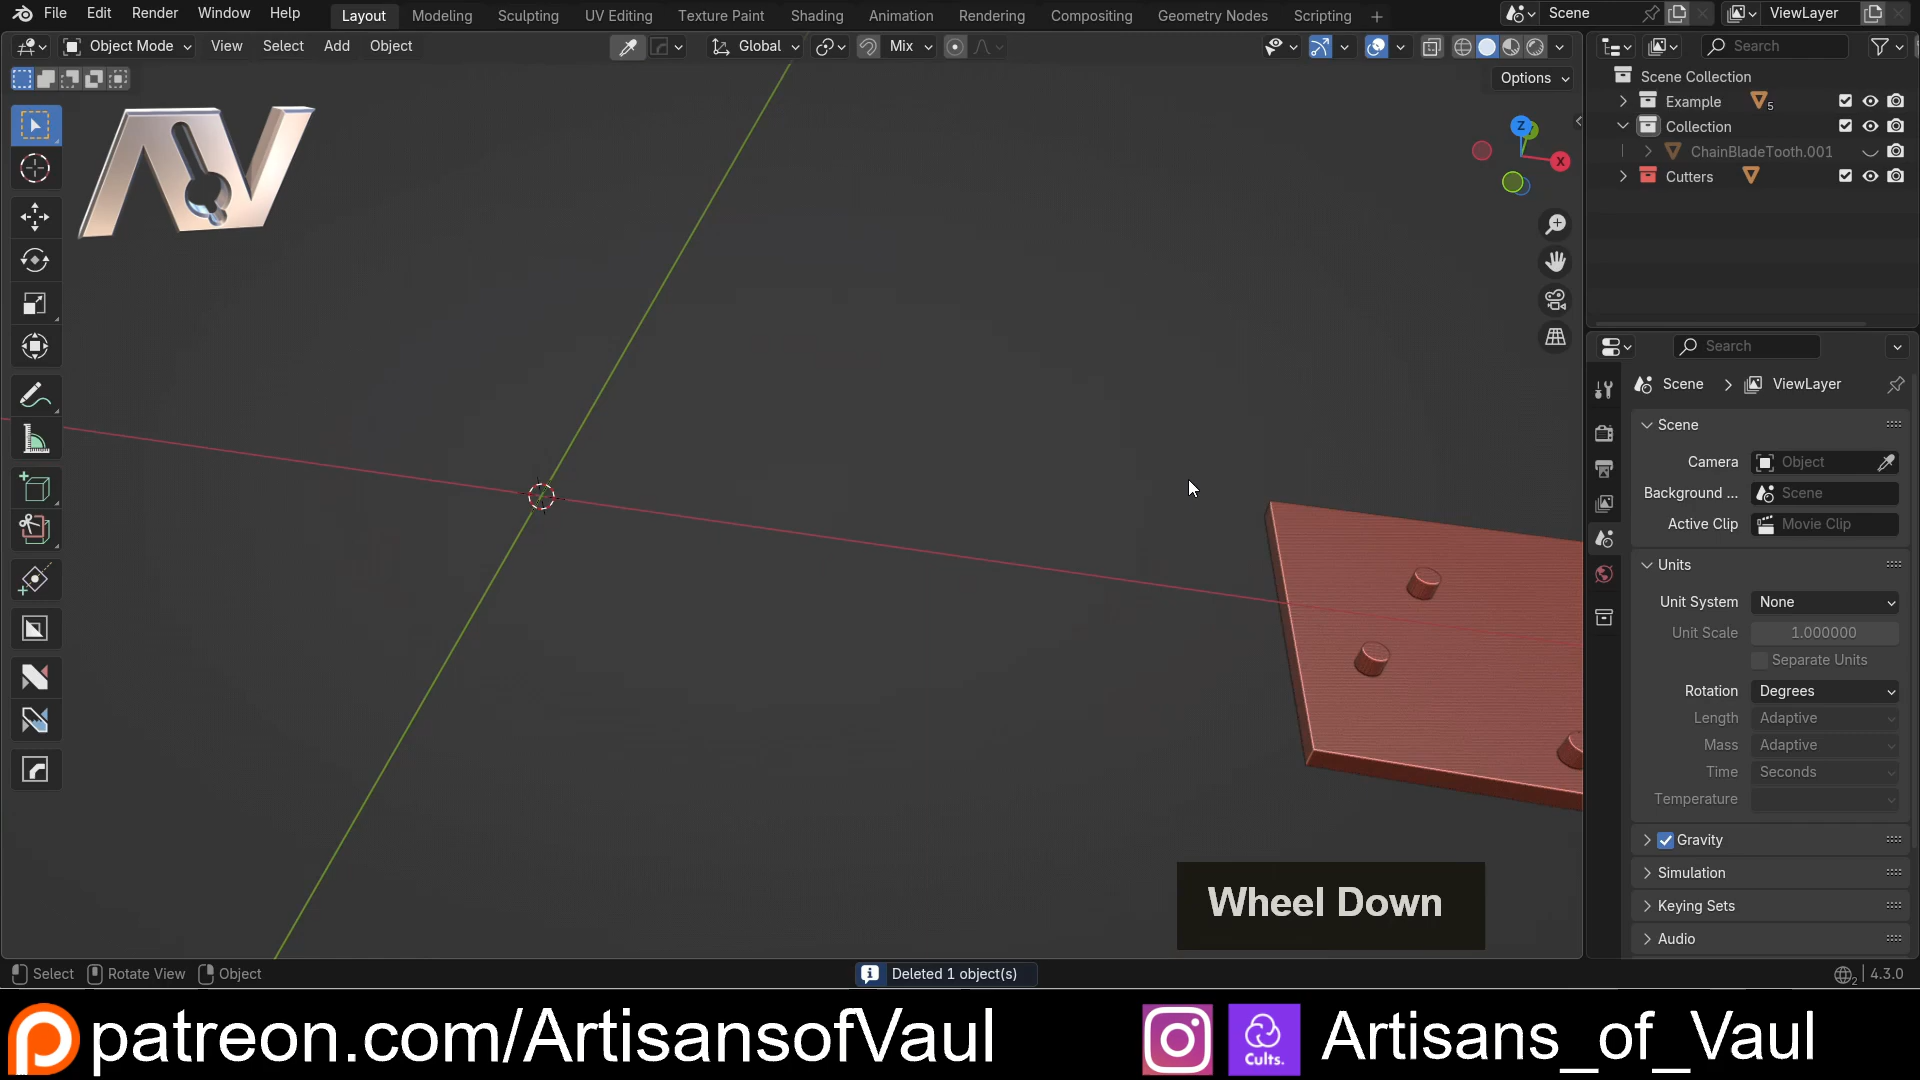 File Edit Render Window Help Layout Modeling Sculpting UV Editing Texture Paint Shading Animation Rendering Compositing Geometry Nodes Scripting Scene ViewLayer
Object Mode View Select Add Object Global Mix Search
Options
Scene Collection
Example 5
Collection
ChainBladeTooth.001
Cutters
Z
X
AV
Search
Scene ViewLayer
Scene
Camera Object
Background ... Scene
Active Clip Movie Clip
Units
Unit System None
Unit Scale 1.000000
Separate Units
Rotation Degrees
Length Adaptive
Mass Adaptive
Time Seconds
Temperature
Gravity
Simulation
Keying Sets
Audio
Wheel Down
Select Rotate View Object Deleted 1 object(s) 2 4.3.0
patreon.com/ArtisansofVaul Cults. Artisans_of_Vaul